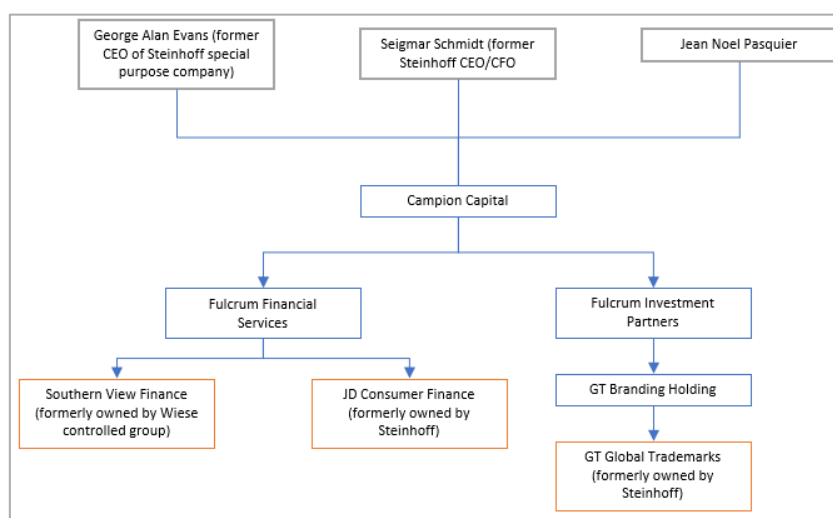 George Alan Evans (former
CEO of Steinhoff special
purpose company)
Seigmar Schmidt (former
Steinhoff CEO/CFO
Jean Noel Pasquier
Campion Capital
Fulcrum Financial
Services
Fulcrum Investment
Partners
Southern View Finance
(formerly owned by Wiese
controlled group)
JD Consumer Finance
(formerly owned by
Steinhoff)
GT Branding Holding
GT Global Trademarks
(formerly owned by
Steinhoff)